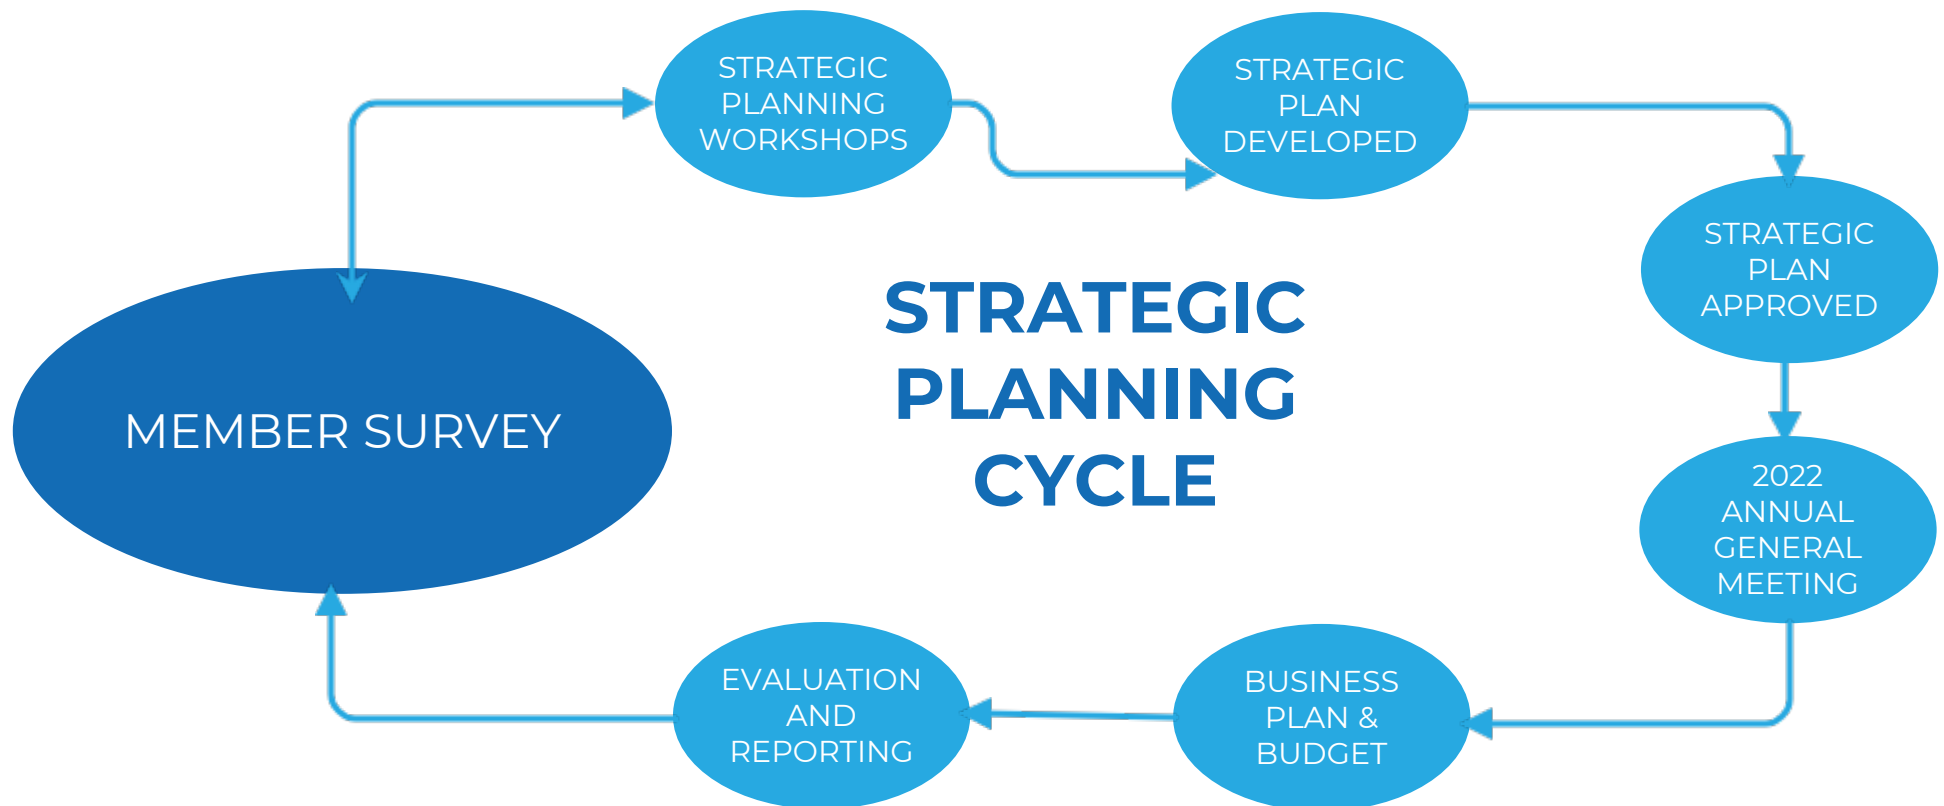 STRATEGIC
PLANNING
WORKSHOPS
STRATEGIC
PLAN
DEVELOPED
STRATEGIC
PLAN
APPROVED
STRATEGIC
PLANNING
CYCLE
MEMBER SURVEY
2022
ANNUAL
GENERAL
MEETING
EVALUATION
AND
REPORTING
BUSINESS
PLAN &
BUDGET